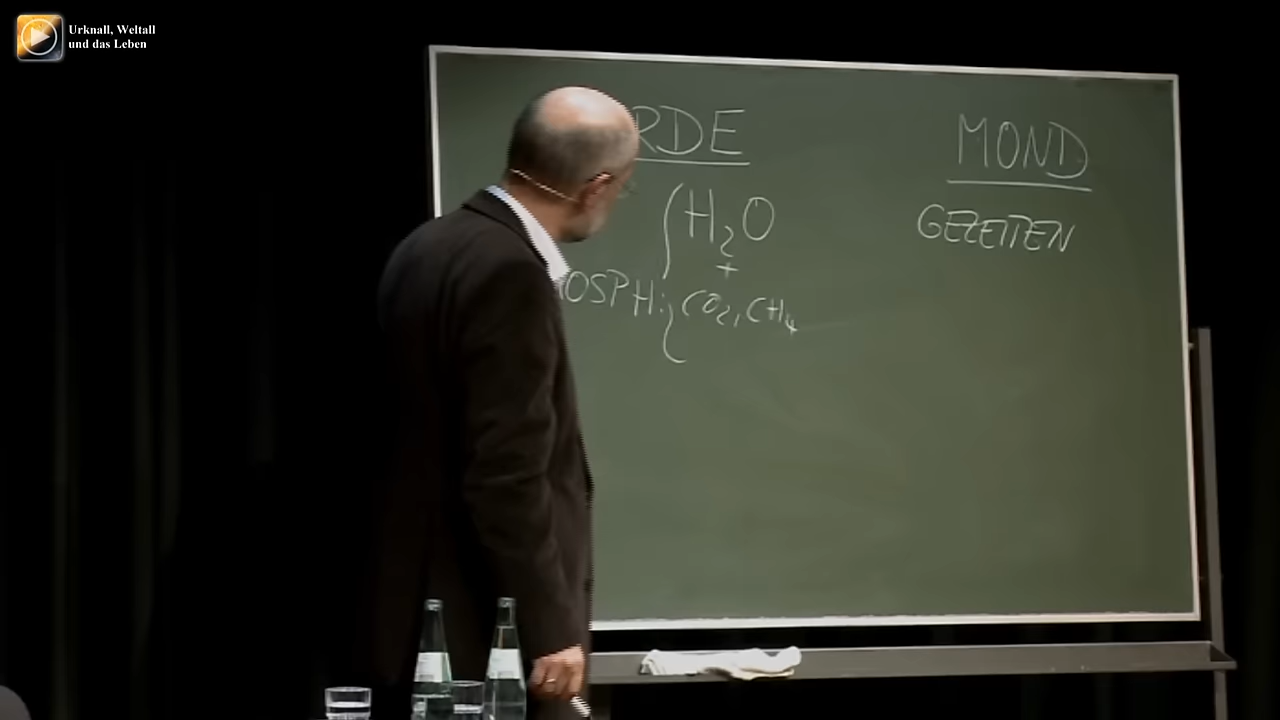 Urknall, Weltall
und das Leben
RDE
MOND
H₂O
GEZEITEN
+
OSPH: CO₂, CH₄